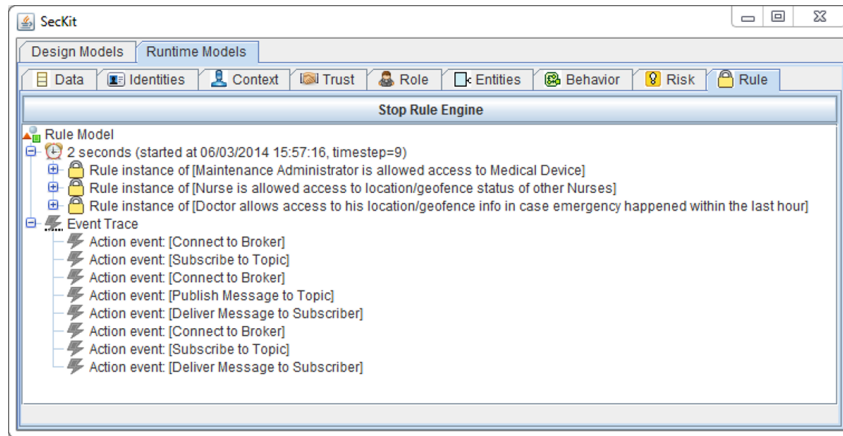 SecKit
Design Models Runtime Models
Data Identities Context Trust Role Entities Behavior Risk Rule
Stop Rule Engine
Rule Model
2 seconds (started at 06/03/2014 15:57:16, timestep=9)
Rule instance of [Maintenance Administrator is allowed access to Medical Device]
Rule instance of [Nurse is allowed access to location/geofence status of other Nurses]
Rule instance of [Doctor allows access to his location/geofence info in case emergency happened within the last hour]
Event Trace
Action event: [Connect to Broker]
Action event: [Subscribe to Topic]
Action event: [Connect to Broker]
Action event: [Publish Message to Topic]
Action event: [Deliver Message to Subscriber]
Action event: [Connect to Broker]
Action event: [Subscribe to Topic]
Action event: [Deliver Message to Subscriber]